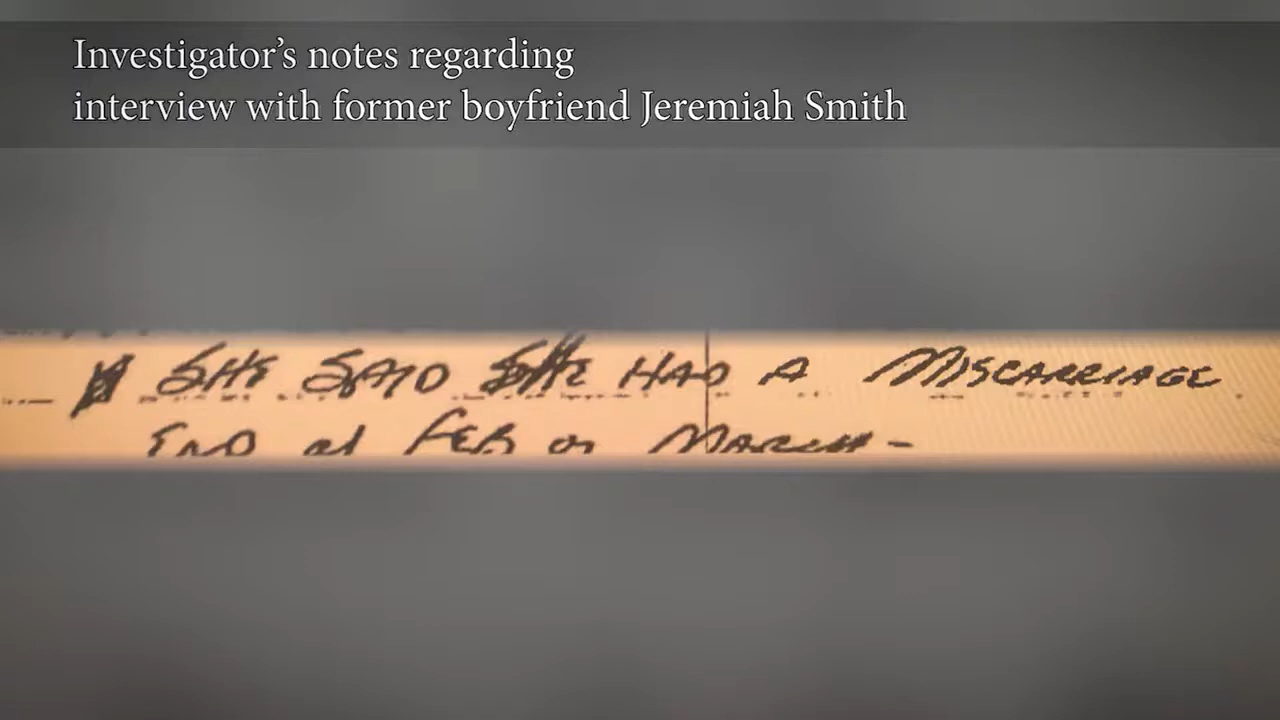 Investigator’s notes regarding
interview with former boyfriend Jeremiah Smith
SHE SAID SHE HAD A MISCARRIAGE
END of FEB or MARCH -